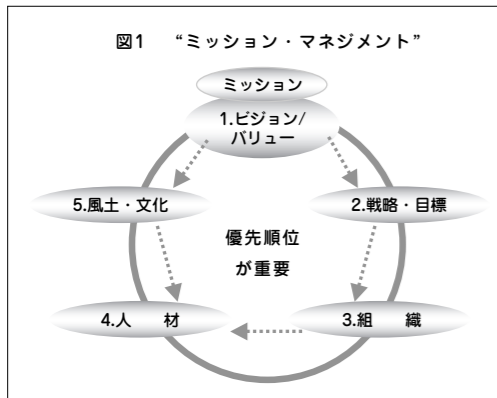 図1　“ミッション・マネジメント”
ミッション
1.ビジョン/
バリュー
5.風土・文化
2.戦略・目標
優先順位
が重要
4.人　　材
3.組　　織